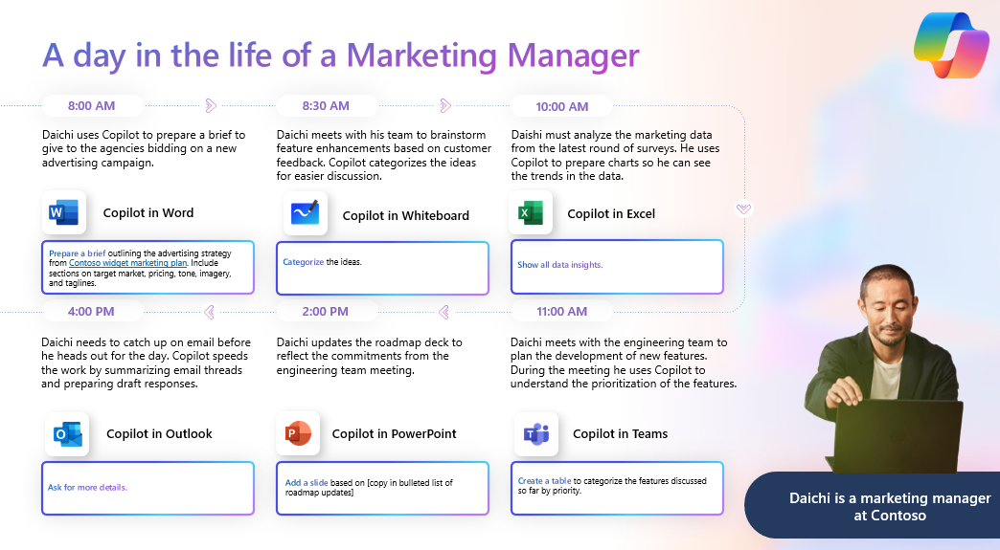 A day in the life of a Marketing Manager
8:00 AM
Daichi uses Copilot to prepare a brief to
give to the agencies bidding on a new
advertising campaign.
W
Copilot in Word
Prepare a brief outlining the advertising strategy
from Contoso widget marketing plan. Include
sections on target market, pricing, tone, imagery,
and taglines.
8:30 AM
Daichi meets with his team to brainstorm
feature enhancements based on customer
feedback. Copilot categorizes the ideas
for easier discussion.
Copilot in Whiteboard
Categorize the ideas.
10:00 AM
Daishi must analyze the marketing data
from the latest round of surveys. He uses
Copilot to prepare charts so he can see
the trends in the data.
X
Copilot in Excel
Show all data insights.
11:00 AM
Daichi meets with the engineering team to
plan the development of new features.
During the meeting he uses Copilot to
understand the prioritization of the features.
T
Copilot in Teams
Create a table to categorize the features discussed
so far by priority.
2:00 PM
Daichi updates the roadmap deck to
reflect the commitments from the
engineering team meeting.
P
Copilot in PowerPoint
Add a slide based on [copy in bulleted list of
roadmap updates]
4:00 PM
Daichi needs to catch up on email before
he heads out for the day. Copilot speeds
the work by summarizing email threads
and preparing draft responses.
O
Copilot in Outlook
Ask for more details.
Daichi is a marketing manager
at Contoso